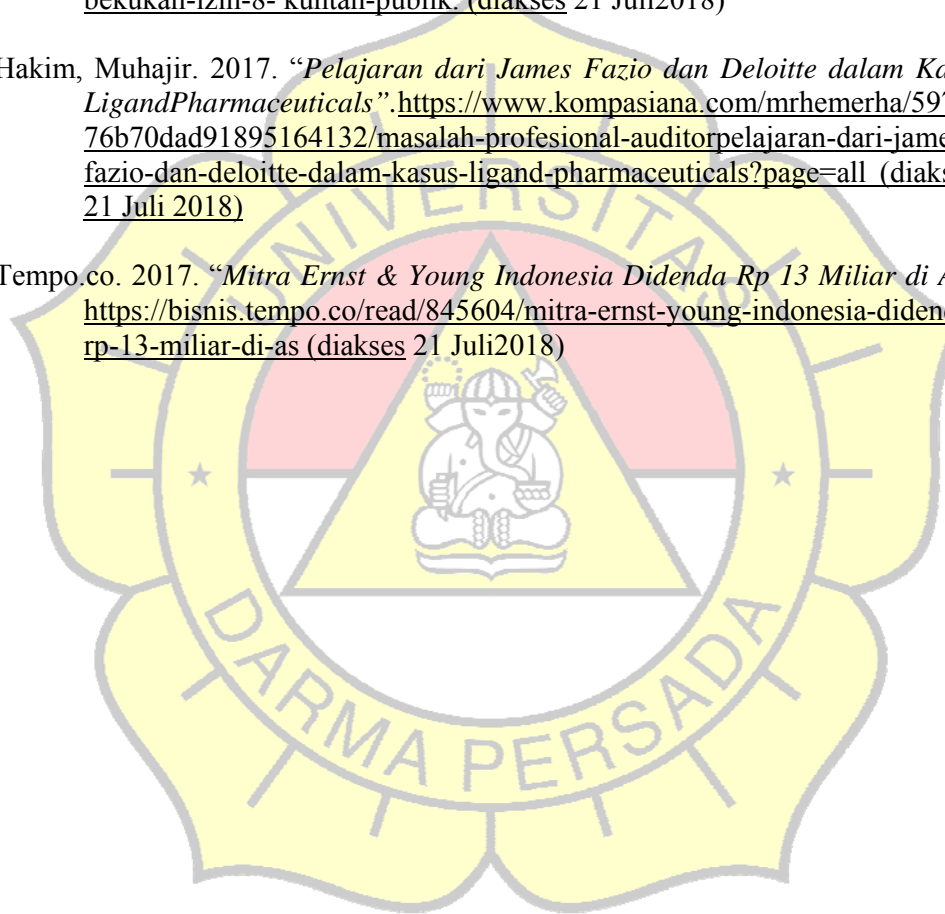 bekukan-izin-8- kuntan-publik. (diakses 21 Juli2018)
Hakim, Muhajir. 2017. “Pelajaran dari James Fazio dan Deloitte dalam Ka
LigandPharmaceuticals”.https://www.kompasiana.com/mrhemerha/597
76b70dad91895164132/masalah-profesional-auditorpelajaran-dari-jame
fazio-dan-deloitte-dalam-kasus-ligand-pharmaceuticals?page=all (diaks
21 Juli 2018)
Tempo.co. 2017. “Mitra Ernst & Young Indonesia Didenda Rp 13 Miliar di A
https://bisnis.tempo.co/read/845604/mitra-ernst-young-indonesia-didend
rp-13-miliar-di-as (diakses 21 Juli2018)
UNIVERSITAS
DARMA PERSADA